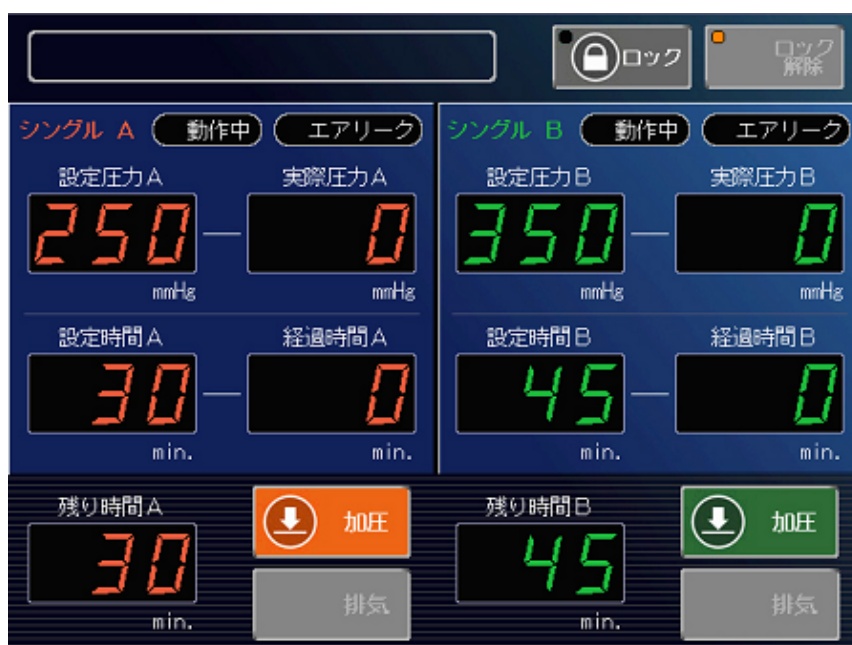 ロック ロック
解除
シングル A 動作中 エアリーク シングル B 動作中 エアリーク
設定圧力A 実際圧力A 設定圧力B 実際圧力B
250 0 350 0
mmHg mmHg mmHg mmHg
設定時間A 経過時間A 設定時間B 経過時間B
30 0 45 0
min. min. min. min.
残り時間A 加圧 残り時間B 加圧
30 45
排気 排気
min. min.